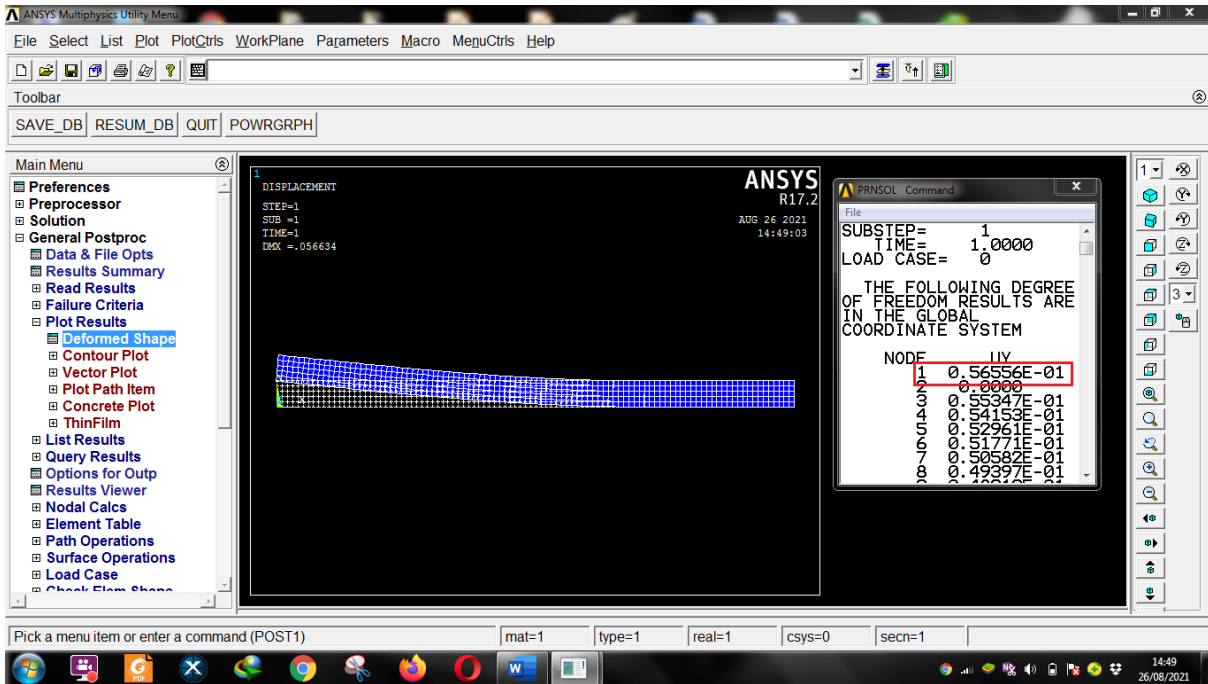 ANSYS Multiphysics Utility Menu
File Select List Plot PlotCtrls WorkPlane Parameters Macro MenuCtrls Help
Toolbar
SAVE_DB RESUM_DB QUIT POWRGRPH
Main Menu
Preferences
Preprocessor
Solution
General Postproc
Data & File Opts
Results Summary
Read Results
Failure Criteria
Plot Results
Deformed Shape
Contour Plot
Vector Plot
Plot Path Item
Concrete Plot
ThinFilm
List Results
Query Results
Options for Outp
Results Viewer
Nodal Calcs
Element Table
Path Operations
Surface Operations
Load Case
Check Elem Shape
1
DISPLACEMENT
STEP=1
SUB =1
TIME=1
DMX =.056634
ANSYS
R17.2
AUG 26 2021
14:49:03
X
PRNSOL Command
File
SUBSTEP= 1
TIME= 1.0000
LOAD CASE= 0
THE FOLLOWING DEGREE
OF FREEDOM RESULTS ARE
IN THE GLOBAL
COORDINATE SYSTEM
NODE UY
1 0.56556E-01
2 0.0000
3 0.55347E-01
4 0.54153E-01
5 0.52961E-01
6 0.51771E-01
7 0.50582E-01
8 0.49397E-01
1
3
Pick a menu item or enter a command (POST1) mat=1 type=1 real=1 csys=0 secn=1
14:49
26/08/2021